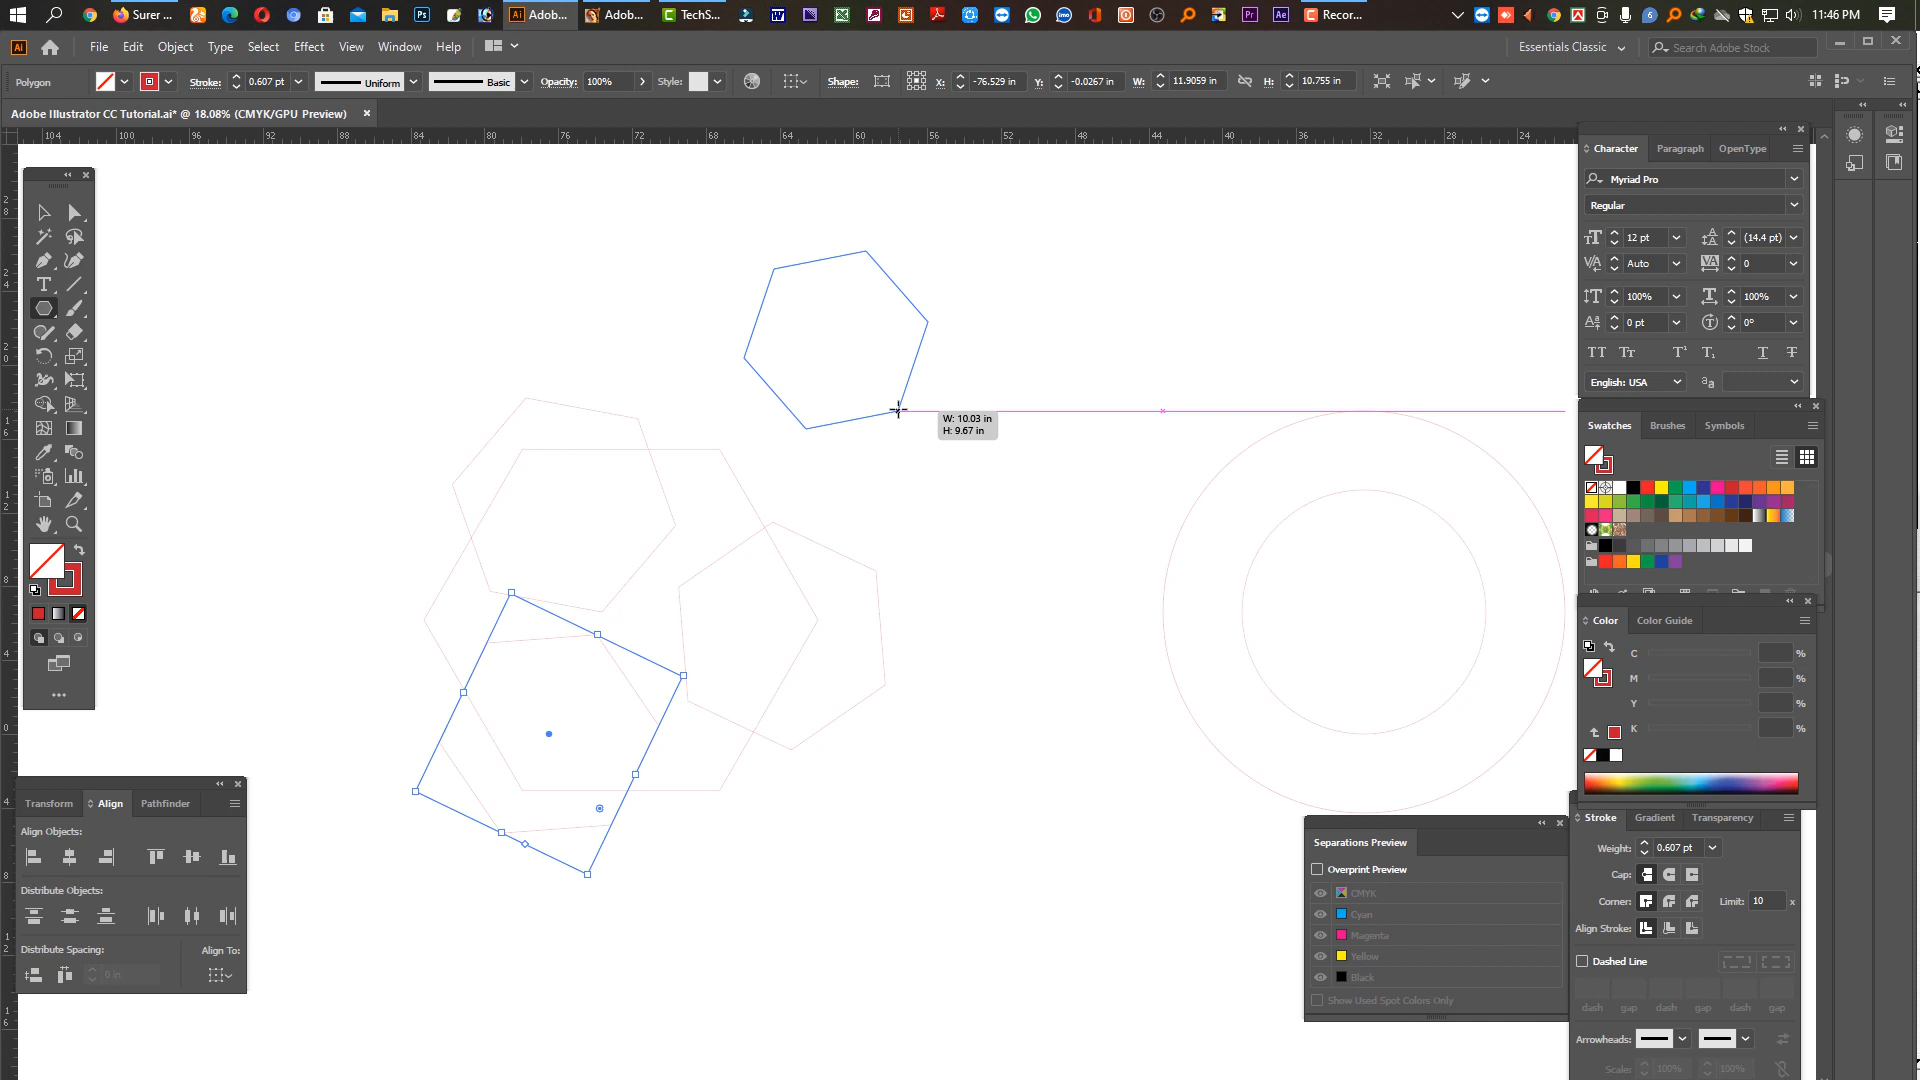 Surer ...
Adob...
Adob...
TechS...
Recor...
11:46 PM
File Edit Object Type Select Effect View Window Help
Essentials Classic
Search Adobe Stock
Polygon
Stroke: 0.607 pt
Uniform
Basic
Opacity: 100%
Style:
Shape:
X: -76.529 in
Y: -0.0267 in
W: 11.9059 in
H: 10.755 in
Adobe Illustrator CC Tutorial.ai* @ 18.08% (CMYK/GPU Preview)
104 100 96 92 88 84 80 76 72 68 64 60 56 52 48 44 40 36 32 28 24
Character Paragraph OpenType
Myriad Pro
Regular
12 pt (14.4 pt)
Auto 0
100% 100%
0 pt 0°
English: USA
W: 10.03 in
H: 9.67 in
Swatches Brushes Symbols
Color Color Guide
C %
M %
Y %
K %
Transform Align Pathfinder
Align Objects:
Distribute Objects:
Distribute Spacing: Align To:
0 in
Separations Preview
Overprint Preview
CMYK
Cyan
Magenta
Yellow
Black
Show Used Spot Colors Only
Stroke Gradient Transparency
Weight: 0.607 pt
Cap:
Corner: Limit: 10 x
Align Stroke:
Dashed Line
dash gap dash gap dash gap
Arrowheads:
Scale: 100% 100%